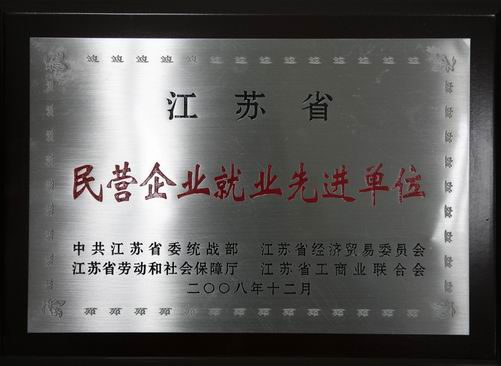 江苏省
民营企业就业先进单位
中共江苏省委统战部 江苏省经济贸易委员会
江苏省劳动和社会保障厅 江苏省工商业联合会
二〇〇八年十二月